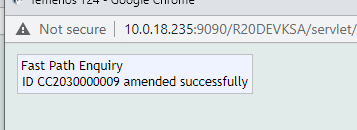 Temenos T24 - Google Chrome
Not secure | 10.0.18.235:9090/R20DEVKSA/servlet/
Fast Path Enquiry
ID CC2030000009 amended successfully